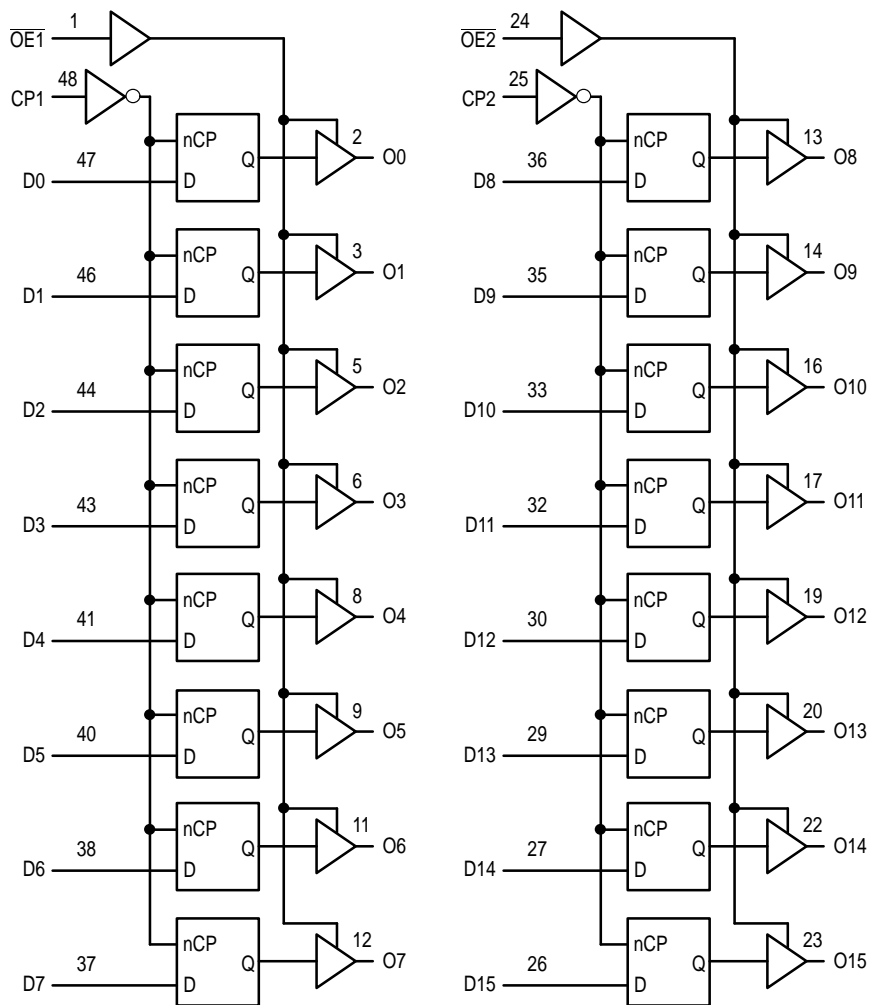 O̅E̅1̅ 1
CP1 48
nCP
D
Q
D0 47
2 O0
nCP
D
Q
D1 46
3 O1
nCP
D
Q
D2 44
5 O2
nCP
D
Q
D3 43
6 O3
nCP
D
Q
D4 41
8 O4
nCP
D
Q
D5 40
9 O5
nCP
D
Q
D6 38
11 O6
nCP
D
Q
D7 37
12 O7
O̅E̅2̅ 24
CP2 25
nCP
D
Q
D8 36
13 O8
nCP
D
Q
D9 35
14 O9
nCP
D
Q
D10 33
16 O10
nCP
D
Q
D11 32
17 O11
nCP
D
Q
D12 30
19 O12
nCP
D
Q
D13 29
20 O13
nCP
D
Q
D14 27
22 O14
nCP
D
Q
D15 26
23 O15